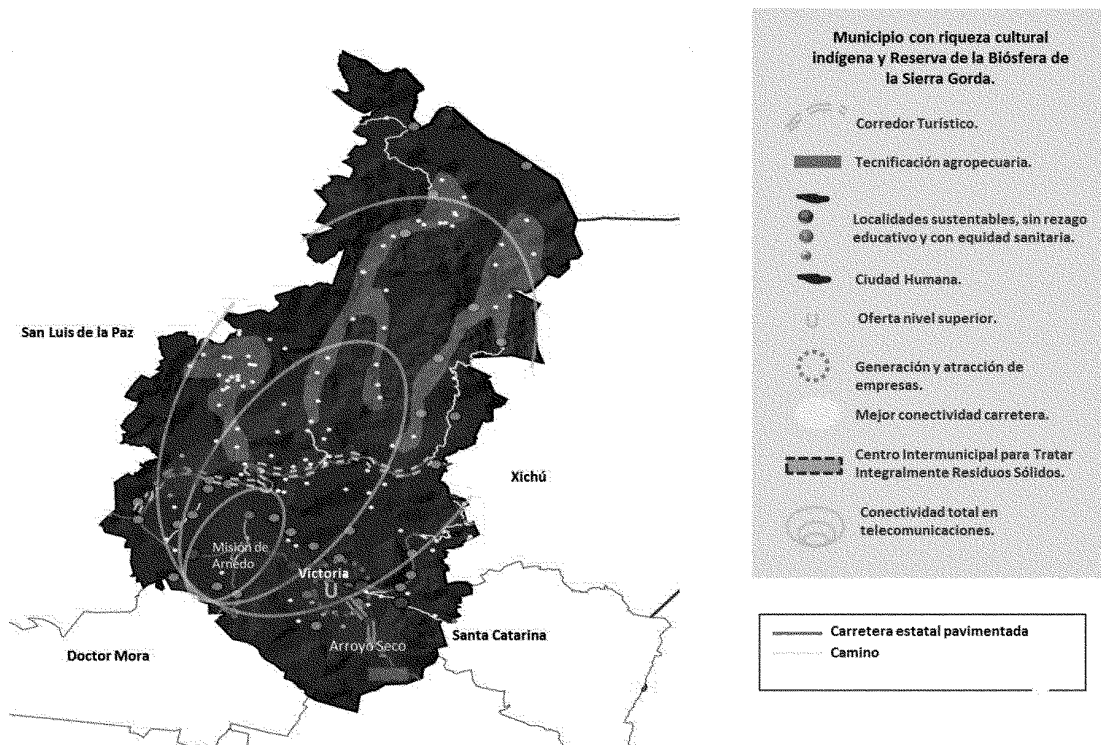 San Luis de la Paz
Xichú
Misión de
Arnedo
Victoria
U
Arroyo Seco
Santa Catarina
Doctor Mora
Municipio con riqueza cultural
indígena y Reserva de la Biósfera de
la Sierra Gorda.
Corredor Turístico.
Tecnificación agropecuaria.
Localidades sustentables, sin rezago
educativo y con equidad sanitaria.
Ciudad Humana.
U
Oferta nivel superior.
Generación y atracción de
empresas.
Mejor conectividad carretera.
Centro Intermunicipal para Tratar
Integralmente Residuos Sólidos.
Conectividad total en
telecomunicaciones.
Carretera estatal pavimentada
Camino